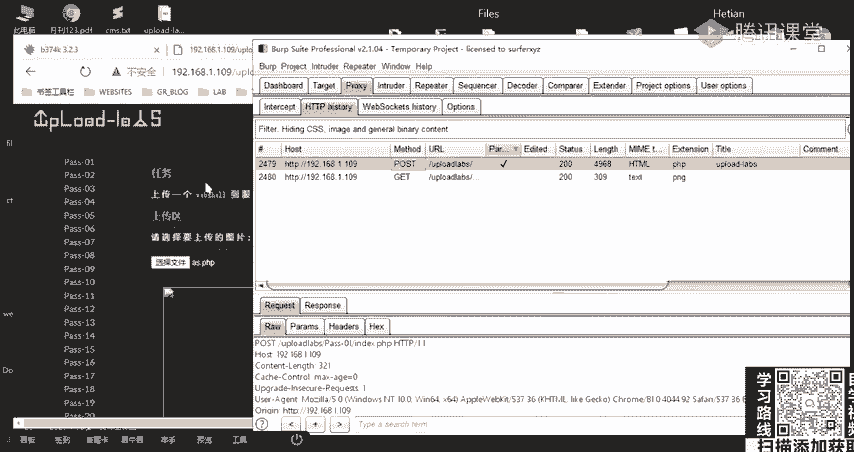 Files
Hetian
此电脑
月刊123.pdf
cms.txt
upload-la...
腾讯课堂
b374k 3.2.3
192.168.1.109/uplo
不安全
192.168.1.109/uplo
书签工具栏
WEBSITES
GR_BLOG
LAB
UpLoad-labS
Pass-01
Pass-02
Pass-03
Pass-04
Pass-05
Pass-06
Pass-07
Pass-08
Pass-09
Pass-10
Pass-11
Pass-12
Pass-13
Pass-14
Pass-15
Pass-16
Pass-17
Pass-18
Pass-19
Pass-20
任务
上传一个 webshell 到服
上传区
请选择要上传的图片：
选择文件 as.php
Burp Suite Professional v2.1.04 - Temporary Project - licensed to surferxyz
Burp Project Intruder Repeater Window Help
Dashboard Target Proxy Intruder Repeater Sequencer Decoder Comparer Extender Project options User options
Intercept HTTP history WebSockets history Options
Filter: Hiding CSS, image and general binary content
# Host Method URL Par... Edited Status Length MIME t... Extension Title Comment
2479 http://192.168.1.109 POST /uploadlabs/ ✓ 200 4968 HTML php upload-labs
2480 http://192.168.1.109 GET /uploadlabs/... 200 309 text png
Request Response
Raw Params Headers Hex
POST /uploadlabs/Pass-01/index.php HTTP/1.1
Host: 192.168.1.109
Content-Length: 321
Cache-Control: max-age=0
Upgrade-Insecure-Requests: 1
User-Agent: Mozilla/5.0 (Windows NT 10.0; Win64; x64) AppleWebKit/537.36 (KHTML, like Gecko) Chrome/81.0.4044.92 Safari/537.36
Origin: http://192.168.1.109
? < + > Type a search term
we
Do
工具
学习路线
自学视频
扫描添加获取